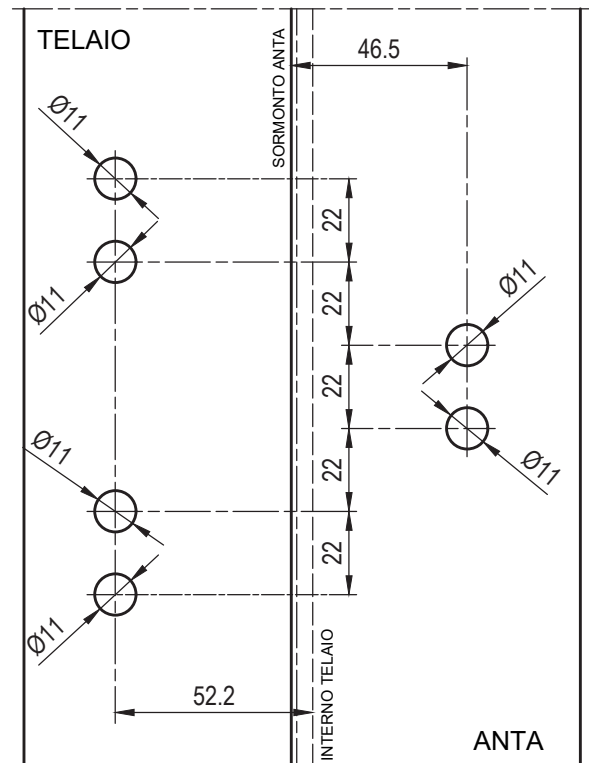 TELAIO
SORMONTO ANTA
46.5
Ø11
22
Ø11
22
Ø11
22
Ø11
22
Ø11
22
Ø11
52.2
INTERNO TELAIO
ANTA